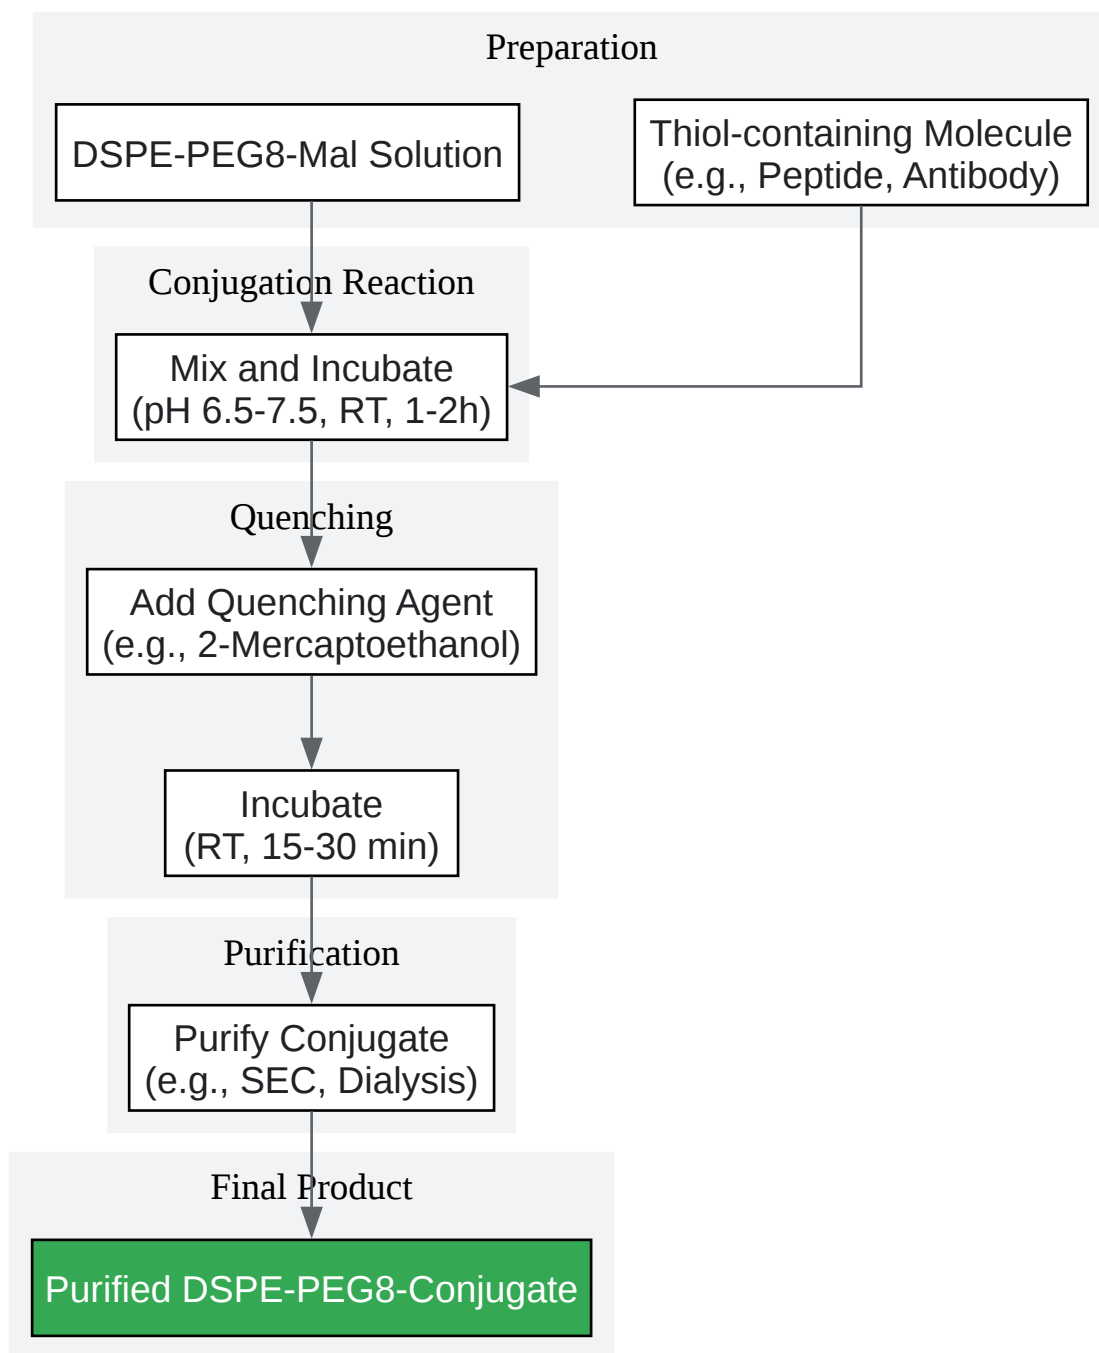 Preparation
DSPE-PEG8-Mal Solution
Thiol-containing Molecule
(e.g., Peptide, Antibody)
Conjugation Reaction
Mix and Incubate
(pH 6.5-7.5, RT, 1-2h)
Quenching
Add Quenching Agent
(e.g., 2-Mercaptoethanol)
Incubate
(RT, 15-30 min)
Purification
Purify Conjugate
(e.g., SEC, Dialysis)
Final Product
Purified DSPE-PEG8-Conjugate